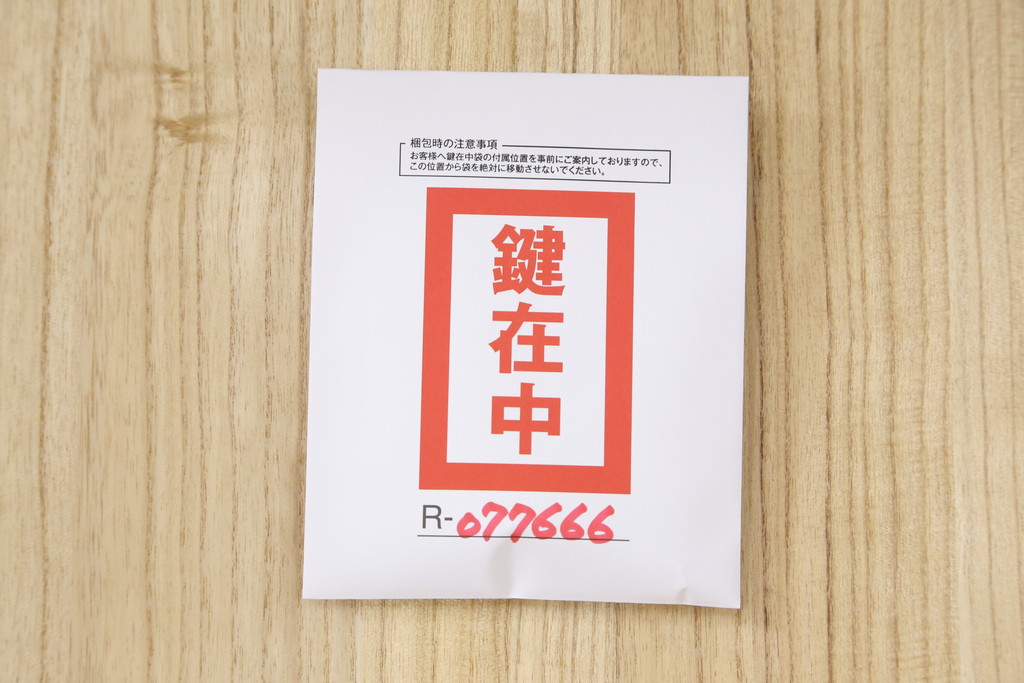 梱包時の注意事項
お客様へ鍵在中袋の付属位置を事前にご案内しておりますので、
この位置から袋を絶対に移動させないでください。
鍵在中
R-077666